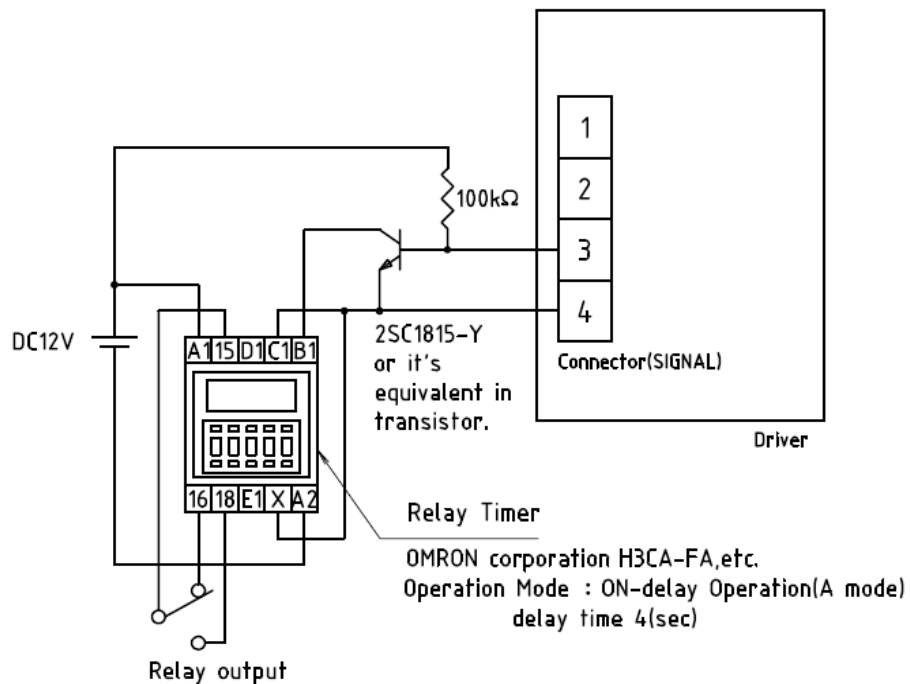 1
2
100kΩ
3
4
DC12V
A1 15 D1 C1 B1
2SC1815-Y
or it's
equivalent in
transistor.
Connector(SIGNAL)
Driver
16 18 E1 X A2
Relay Timer
OMRON corporation H3CA-FA,etc.
Operation Mode : ON-delay Operation(A mode)
delay time 4(sec)
Relay output